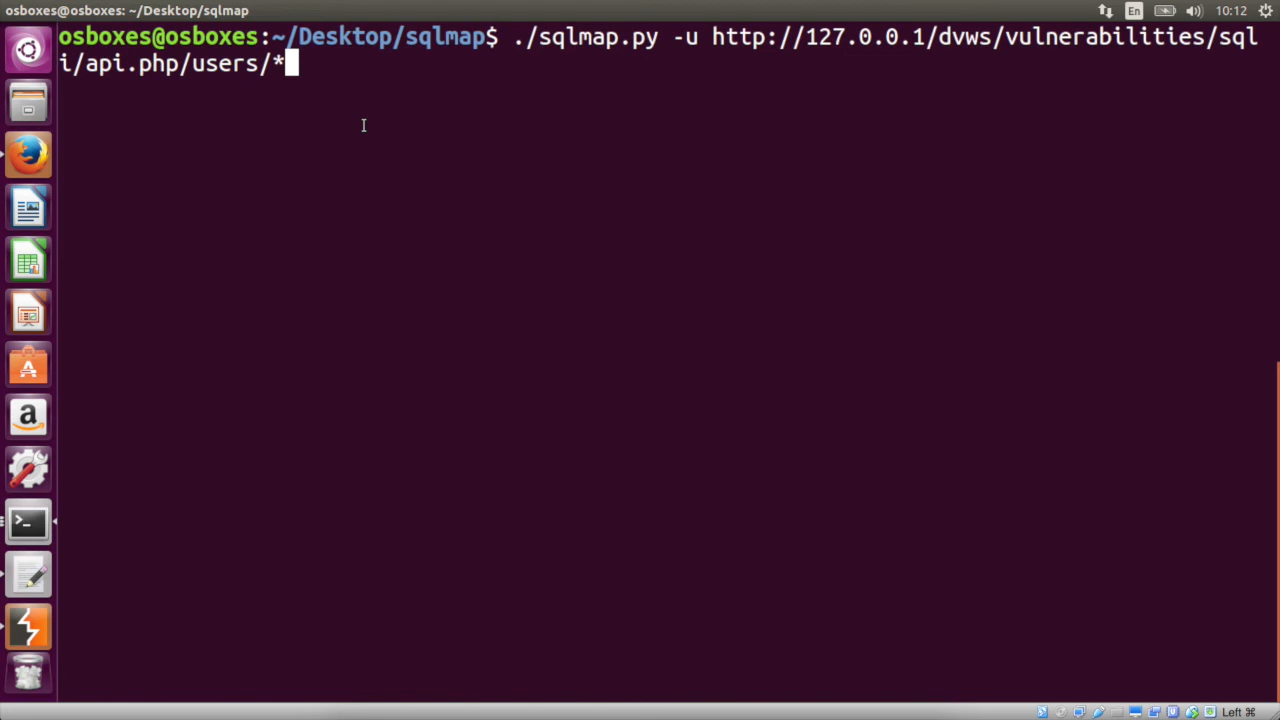 osboxes@osboxes: ~/Desktop/sqlmap
En
10:12
osboxes@osboxes:~/Desktop/sqlmap$ ./sqlmap.py -u http://127.0.0.1/dvws/vulnerabilities/sql
i/api.php/users/*
Left ⌘